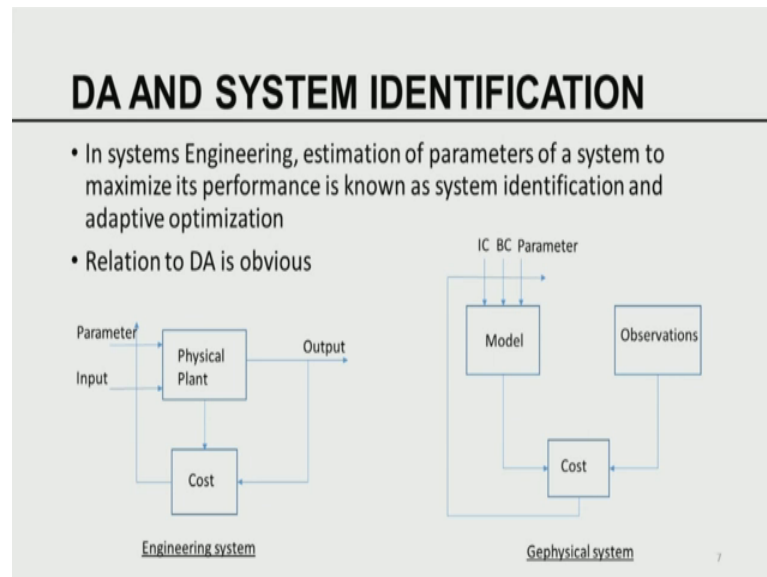 DA AND SYSTEM IDENTIFICATION
• In systems Engineering, estimation of parameters of a system to
maximize its performance is known as system identification and
adaptive optimization
• Relation to DA is obvious
Parameter
Input
Physical
Plant
Output
Cost
Engineering system
IC BC Parameter
Model
Observations
Cost
Gephysical system
7